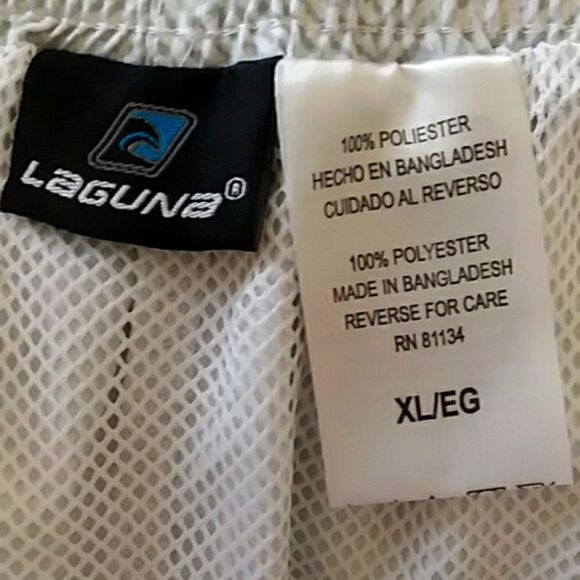 LAGUNA®
100% POLIESTER
HECHO EN BANGLADESH
CUIDADO AL REVERSO
100% POLYESTER
MADE IN BANGLADESH
REVERSE FOR CARE
RN 81134
XL/EG